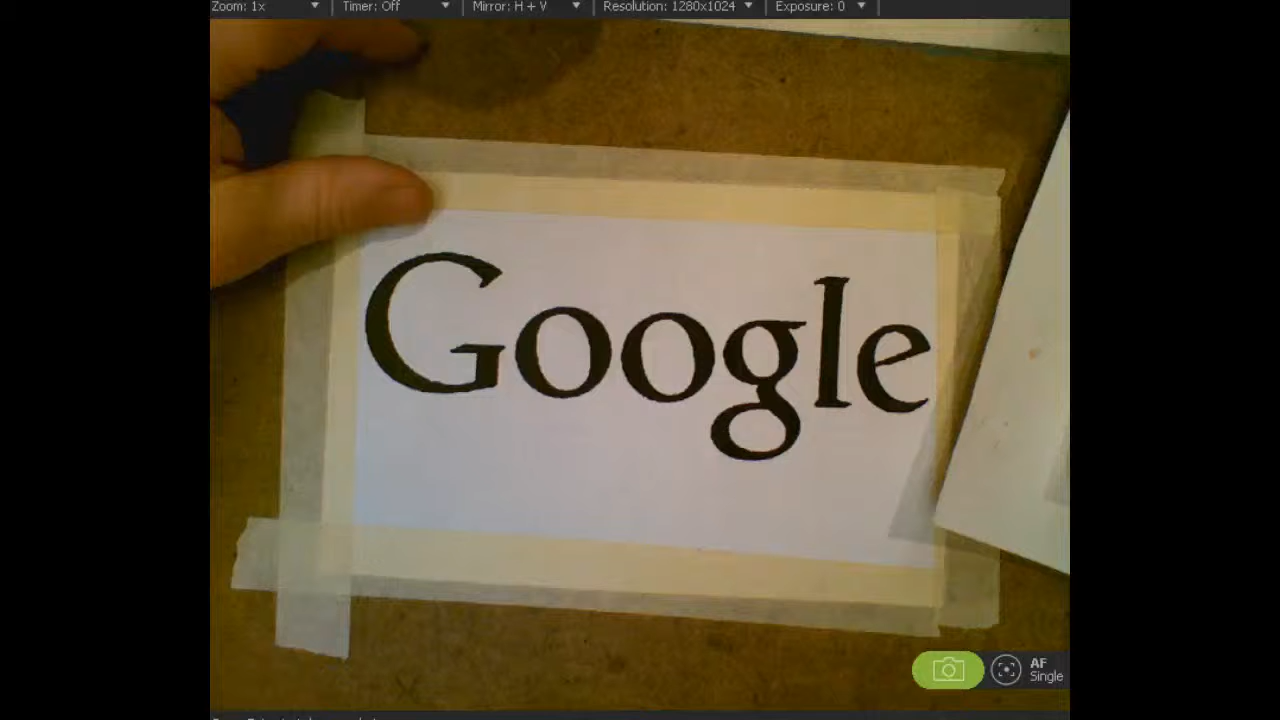 Zoom: 1x Timer: Off Mirror: H + V Resolution: 1280x1024 Exposure: 0
Google
AF
Single